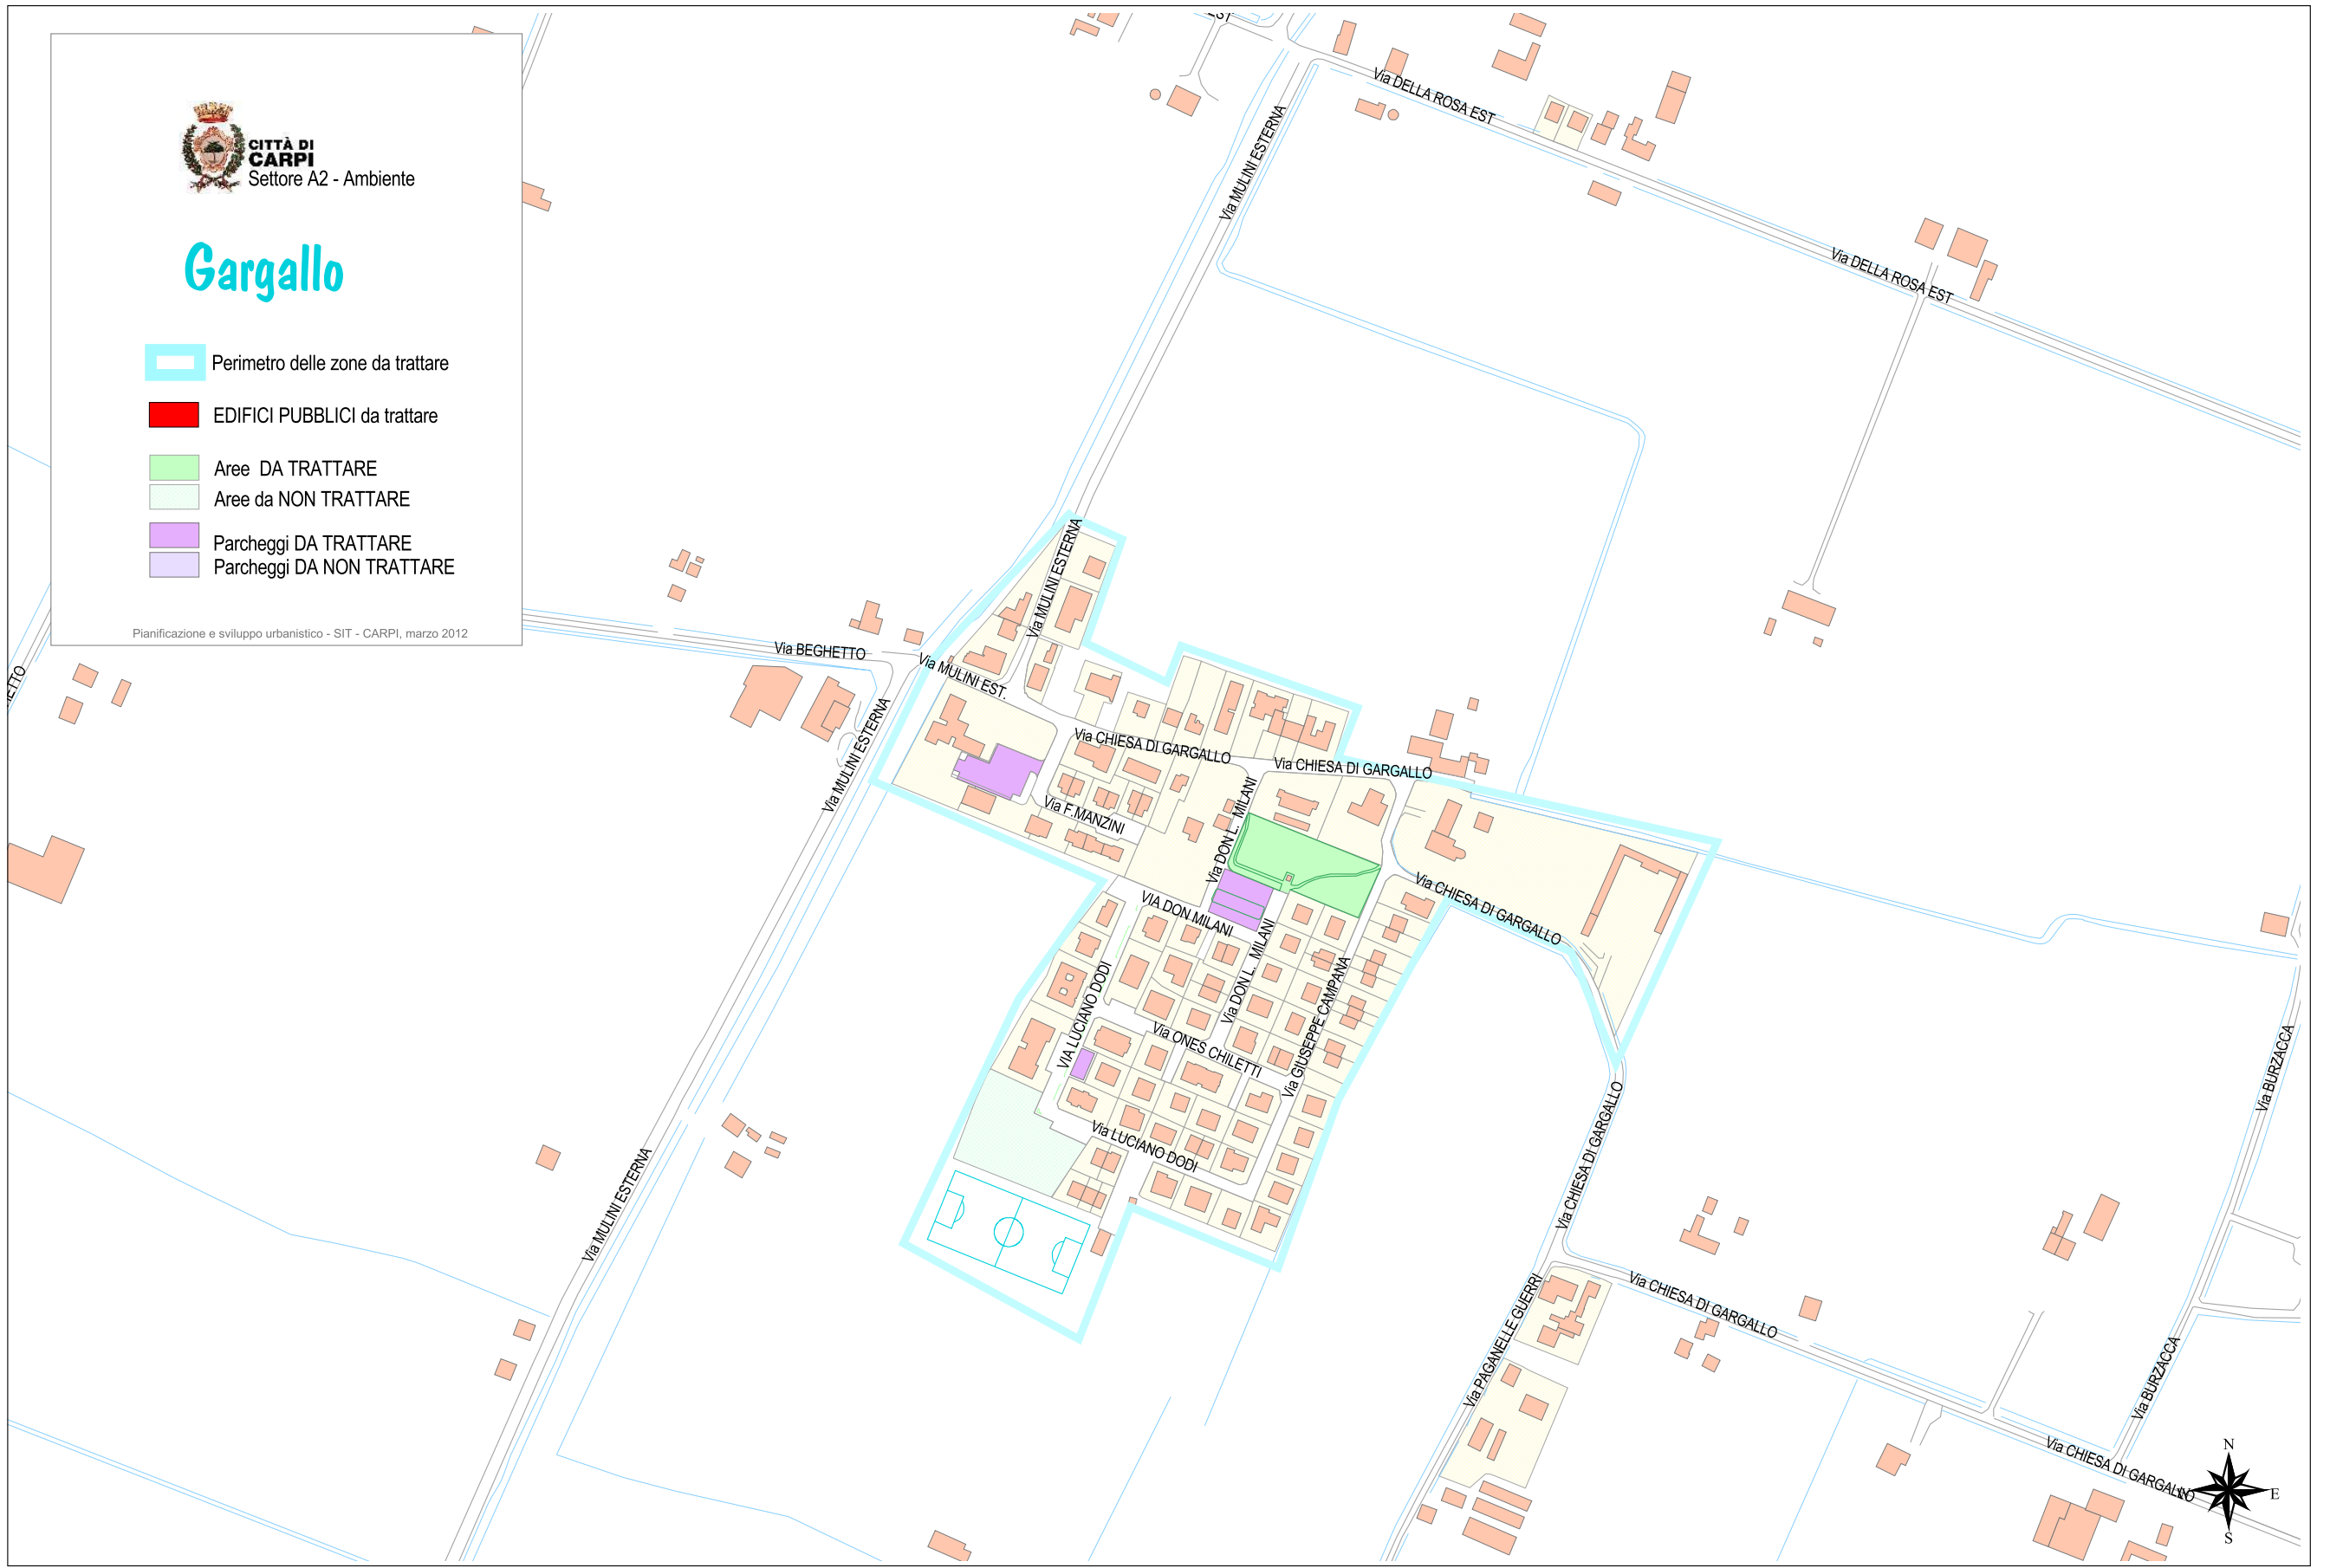 CITTÀ DI
CARPI
Settore A2 - Ambiente
Gargallo
Perimetro delle zone da trattare
EDIFICI PUBBLICI da trattare
Aree DA TRATTARE
Aree da NON TRATTARE
Parcheggi DA TRATTARE
Parcheggi DA NON TRATTARE
Pianificazione e sviluppo urbanistico - SIT - CARPI, marzo 2012
EST
Via DELLA ROSA EST
Via MULINI ESTERNA
Via DELLA ROSA EST
Via MULINI ESTERNA
Via BEGHETTO
Via MULINI EST.
ETTO
Via MULINI ESTERNA
Via CHIESA DI GARGALLO
Via CHIESA DI GARGALLO
Via F.MANZINI
Via DON L. MILANI
Via CHIESA DI GARGALLO
VIA DON MILANI
Via DON L. MILANI
VIA LUCIANO DODI
Via ONES CHILETTI
Via GIUSEPPE CAMPANA
Via BURZACCA
Via LUCIANO DODI
Via CHIESA DI GARGALLO
Via MULINI ESTERNA
Via CHIESA DI GARGALLO
Via PAGANELLE GUERRI
Via BURZACCA
Via CHIESA DI GARGALLO
N
W
E
S